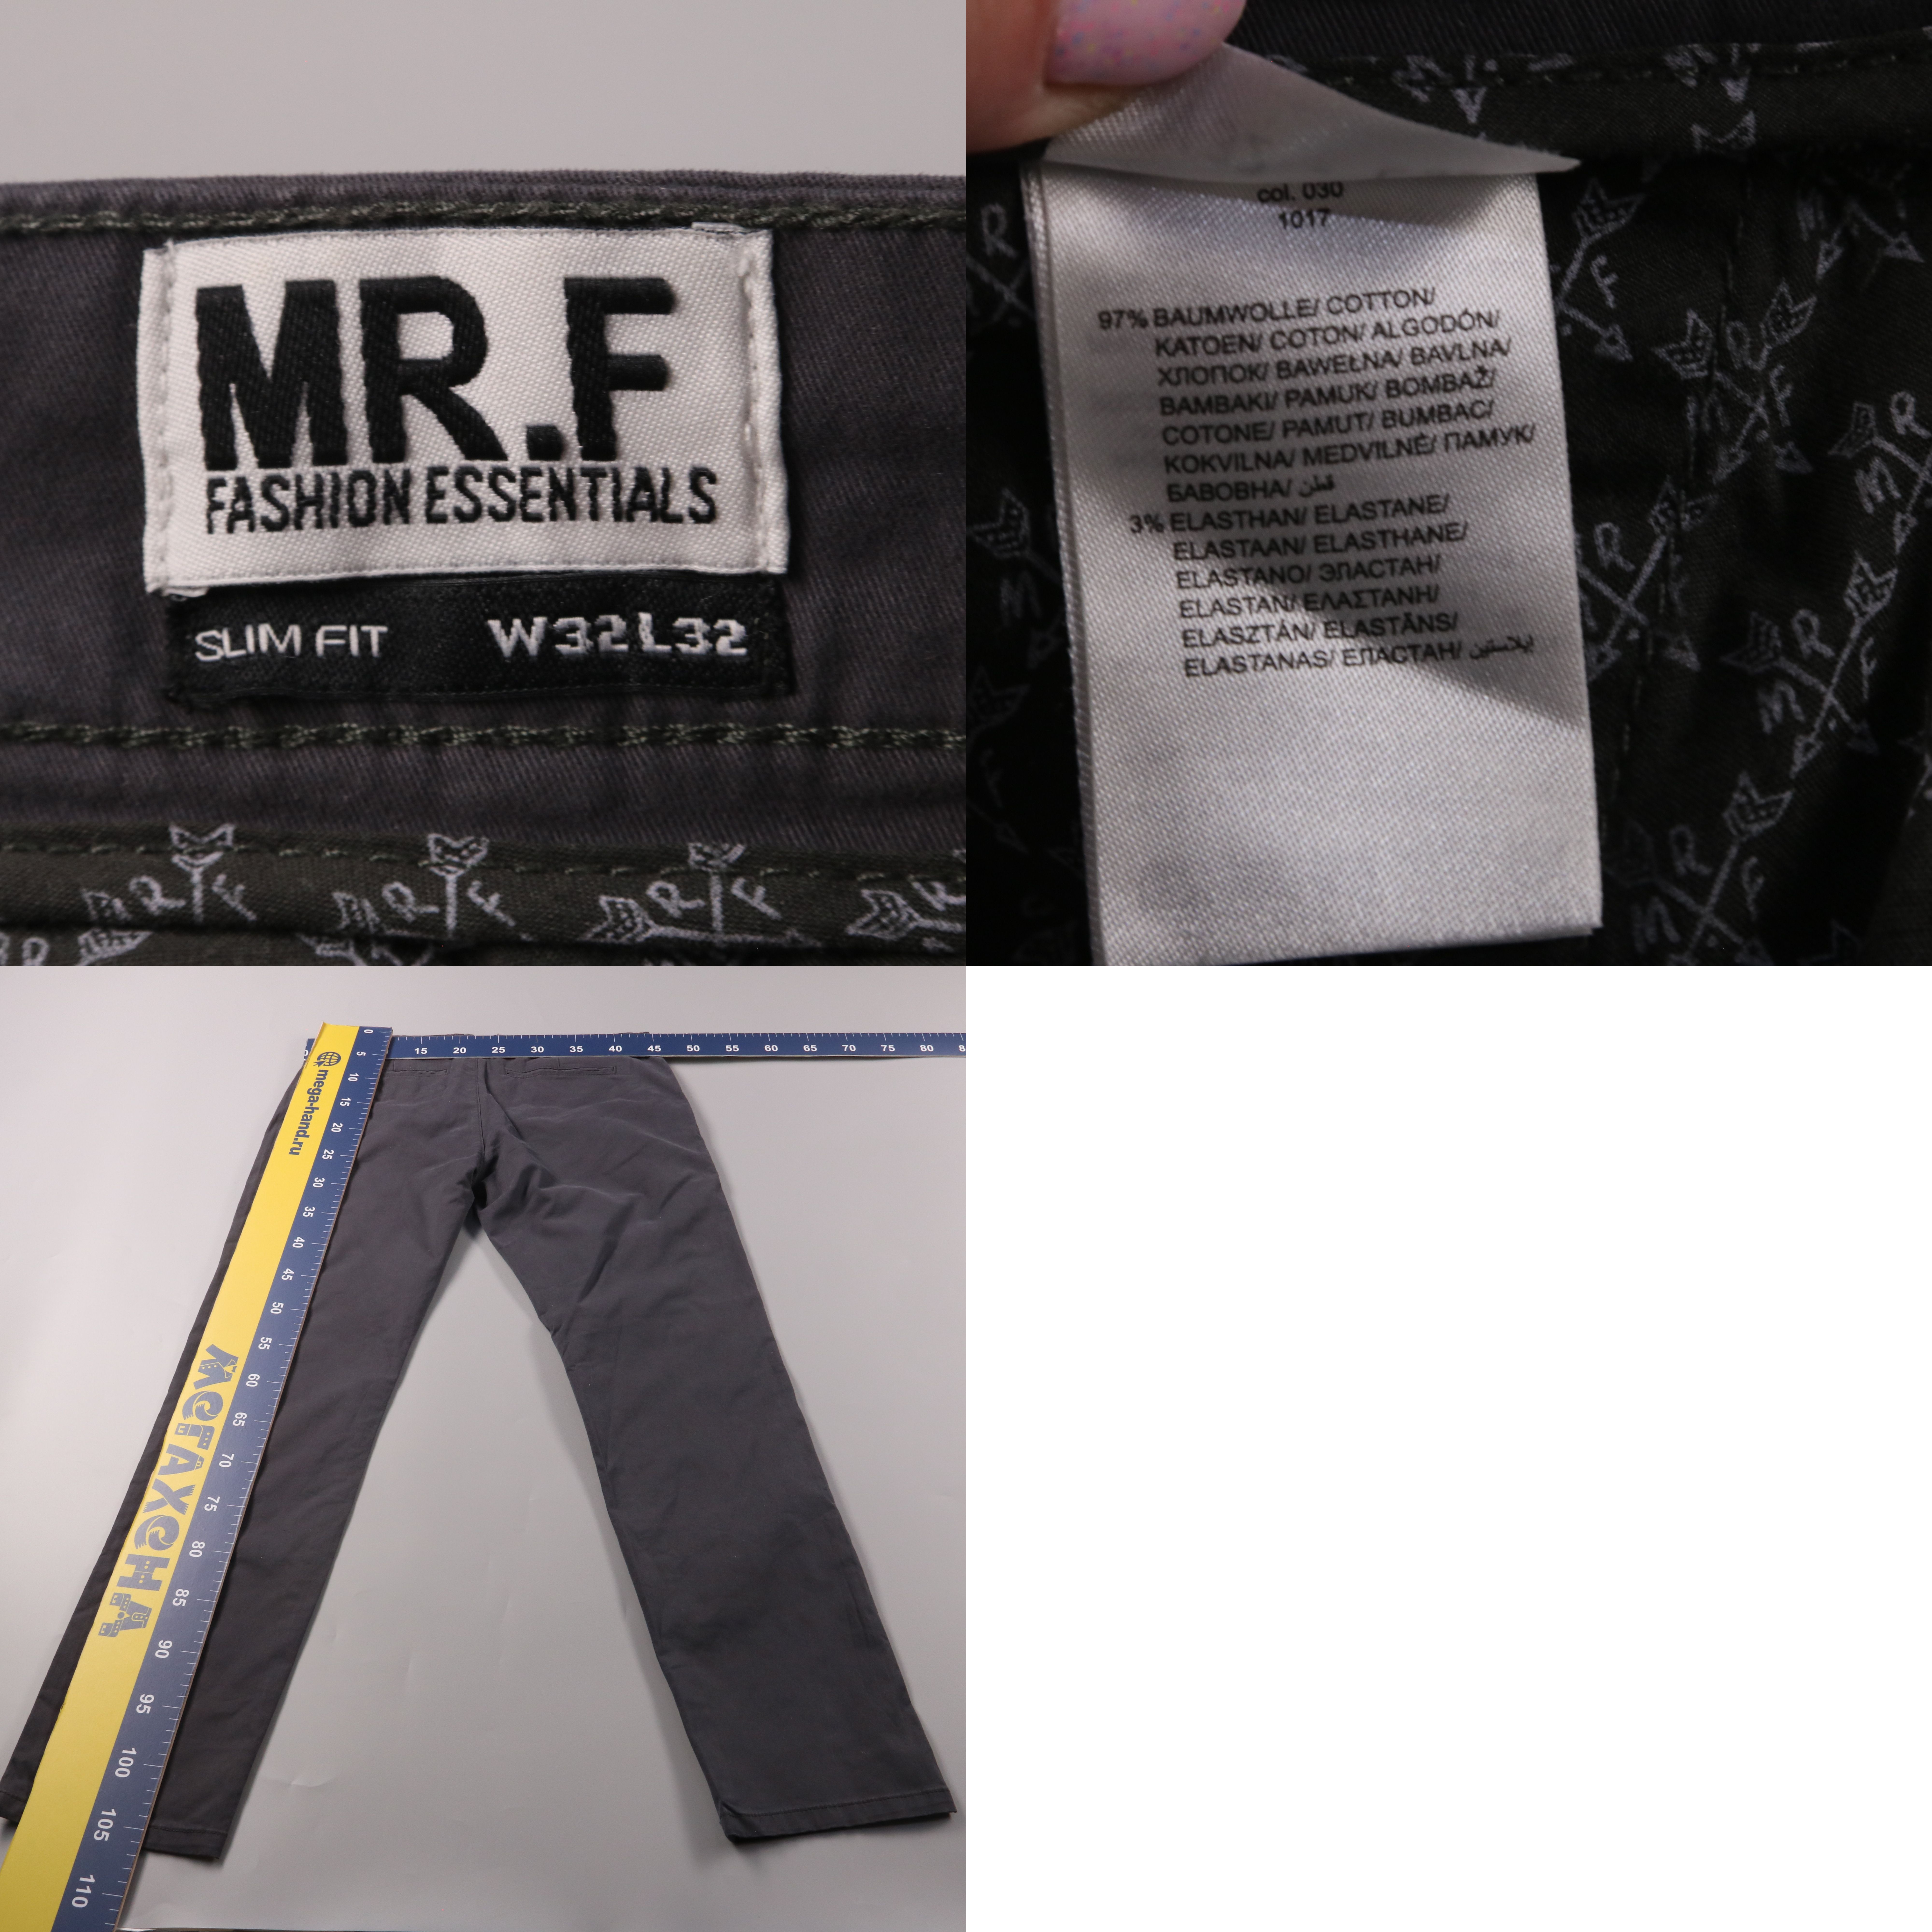 MR.F
FASHION ESSENTIALS
SLIM FIT W32L32
col. 030
1017
97% BAUMWOLLE/ COTTON/
KATOEN/ COTON/ ALGODÓN/
ХЛОПОК/ BAWEŁNA/ BAVLNA/
BAMBAKI/ PAMUK/ BOMBAŽ/
COTONE/ PAMUT/ BUMBAC/
KOKVILNA/ MEDVILNĖ/ ПАМУК/
БАВОВНА/ قطن
3% ELASTHAN/ ELASTANE/
ELASTAAN/ ELASTHANE/
ELASTANO/ ЭЛАСТАН/
ELASTAN/ ΕΛΑΣΤΑΝΗ/
ELASZTÁN/ ELASTĀNS/
ELASTANAS/ ЕЛАСТАН/ ايلاستين
M R F
15 20 25 30 35 40 45 50 55 60 65 70 75 80
0 5 10 15 20 25 30 35 40 45 50 55 60 65 70 75 80 85 90 95 100 105 110
mega-hand.ru
МЕГАХЕНД